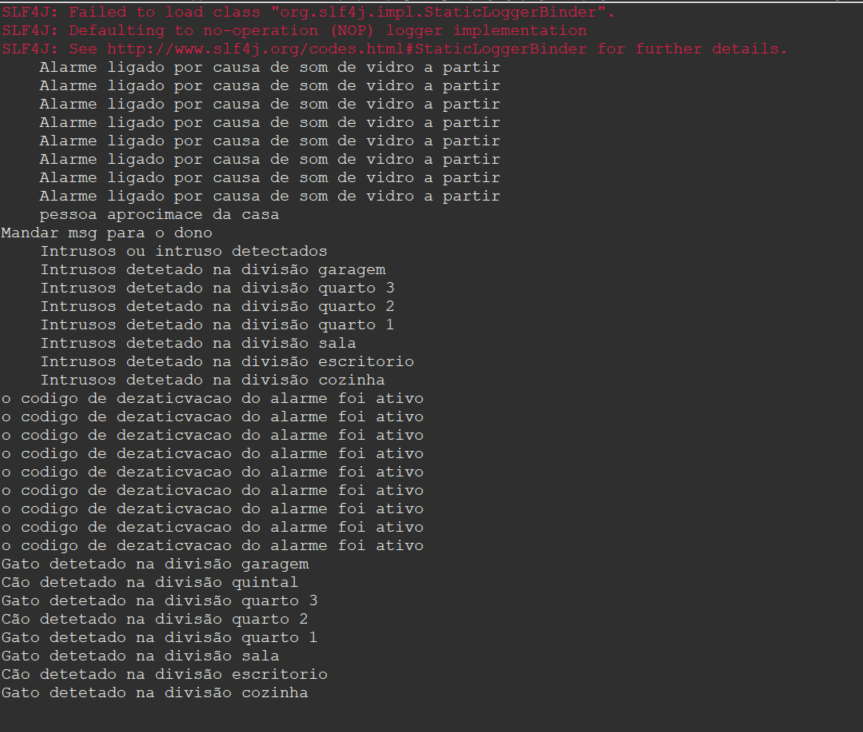 SLF4J: Failed to load class "org.slf4j.impl.StaticLoggerBinder".
SLF4J: Defaulting to no-operation (NOP) logger implementation
SLF4J: See http://www.slf4j.org/codes.html#StaticLoggerBinder for further details.
Alarme ligado por causa de som de vidro a partir
Alarme ligado por causa de som de vidro a partir
Alarme ligado por causa de som de vidro a partir
Alarme ligado por causa de som de vidro a partir
Alarme ligado por causa de som de vidro a partir
Alarme ligado por causa de som de vidro a partir
Alarme ligado por causa de som de vidro a partir
Alarme ligado por causa de som de vidro a partir
pessoa aprocimace da casa
Mandar msg para o dono
Intrusos ou intruso detectados
Intrusos detetado na divisão garagem
Intrusos detetado na divisão quarto 3
Intrusos detetado na divisão quarto 2
Intrusos detetado na divisão quarto 1
Intrusos detetado na divisão sala
Intrusos detetado na divisão escritorio
Intrusos detetado na divisão cozinha
o codigo de dezaticvacao do alarme foi ativo
o codigo de dezaticvacao do alarme foi ativo
o codigo de dezaticvacao do alarme foi ativo
o codigo de dezaticvacao do alarme foi ativo
o codigo de dezaticvacao do alarme foi ativo
o codigo de dezaticvacao do alarme foi ativo
o codigo de dezaticvacao do alarme foi ativo
o codigo de dezaticvacao do alarme foi ativo
o codigo de dezaticvacao do alarme foi ativo
Gato detetado na divisão garagem
Cão detetado na divisão quintal
Gato detetado na divisão quarto 3
Cão detetado na divisão quarto 2
Gato detetado na divisão quarto 1
Gato detetado na divisão sala
Cão detetado na divisão escritorio
Gato detetado na divisão cozinha